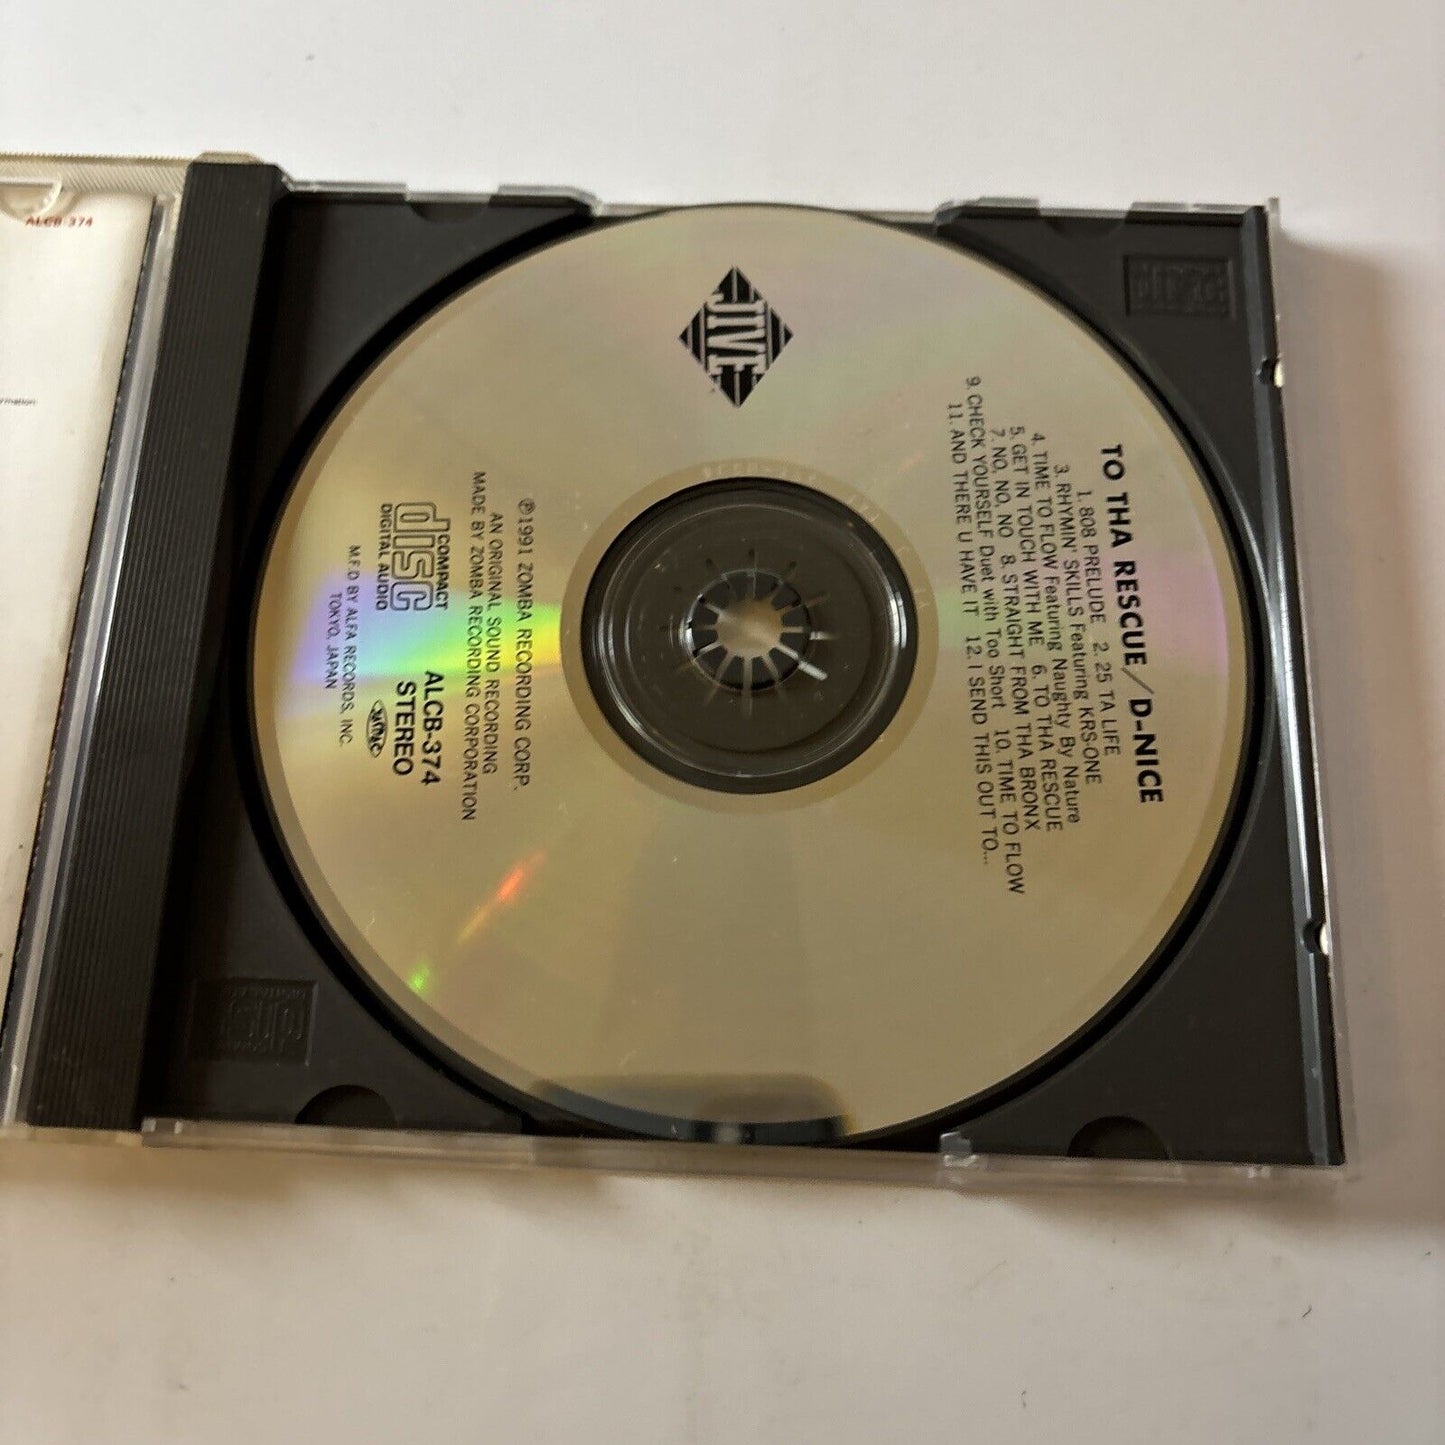 JIVE
TO THA RESCUE/D-NICE
1. 808 PRELUDE 2. 25 TA LIFE
3. RHYMIN' SKILLS Featuring KRS-ONE
4. TIME TO FLOW Featuring Naughty By Nature
5. GET IN TOUCH WITH ME 6. TO THA RESCUE
7. NO, NO, NO 8. STRAIGHT FROM THA BRONX
9. CHECK YOURSELF Duet with Too Short 10. TIME TO FLOW
11. AND THERE U HAVE IT 12. I SEND THIS OUT TO...
℗1991 ZOMBA RECORDING CORP.
AN ORIGINAL SOUND RECORDING
MADE BY ZOMBA RECORDING CORPORATION
COMPACT
disc
DIGITAL AUDIO
ALCB-374
STEREO
M.F.D BY ALFA RECORDS, INC.
TOKYO, JAPAN
ALCB-374